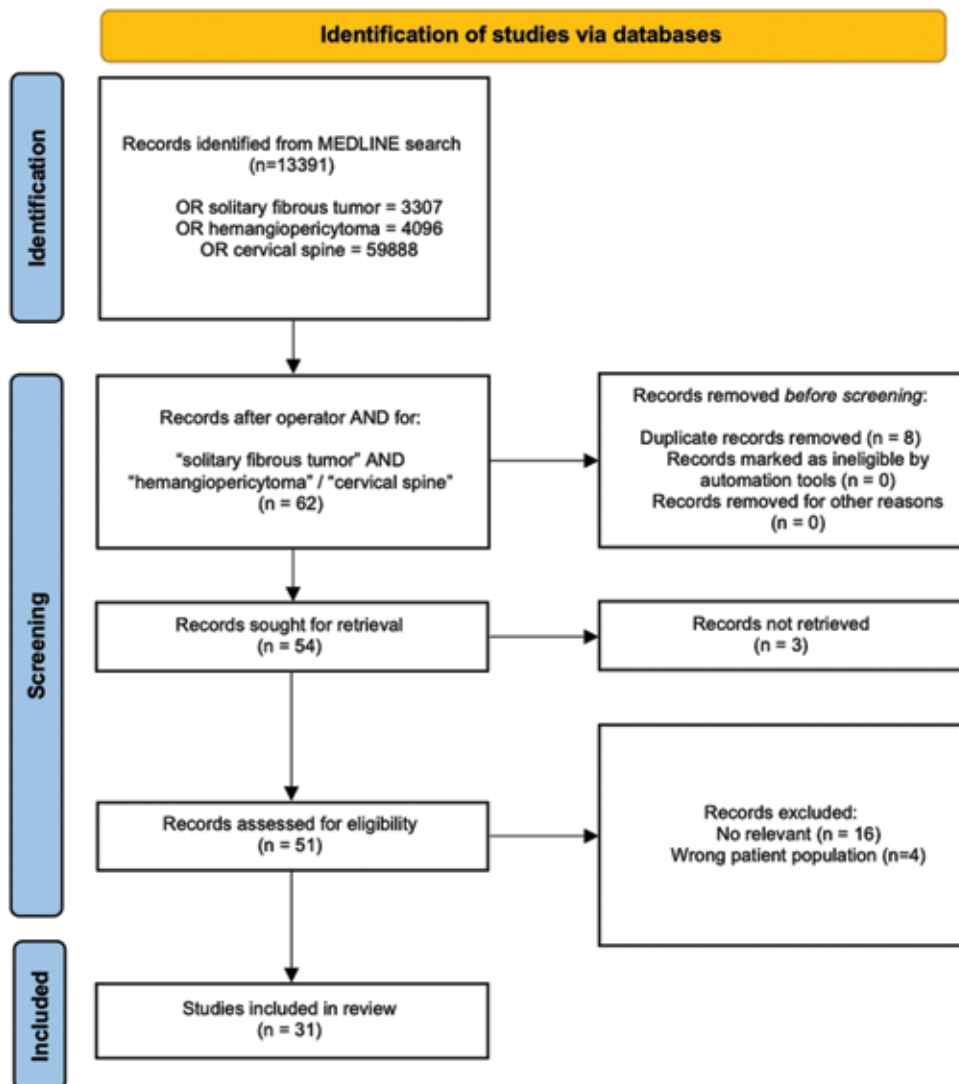 Identification of studies via databases
Identification
Records identified from MEDLINE search
(n=13391)
OR solitary fibrous tumor = 3307
OR hemangiopericytoma = 4096
OR cervical spine = 59888
Screening
Records after operator AND for:
“solitary fibrous tumor” AND
“hemangiopericytoma” / “cervical spine”
(n = 62)
Records removed before screening:
Duplicate records removed (n = 8)
Records marked as ineligible by
automation tools (n = 0)
Records removed for other reasons
(n = 0)
Records sought for retrieval
(n = 54)
Records not retrieved
(n = 3)
Records assessed for eligibility
(n = 51)
Records excluded:
No relevant (n = 16)
Wrong patient population (n=4)
Included
Studies included in review
(n = 31)